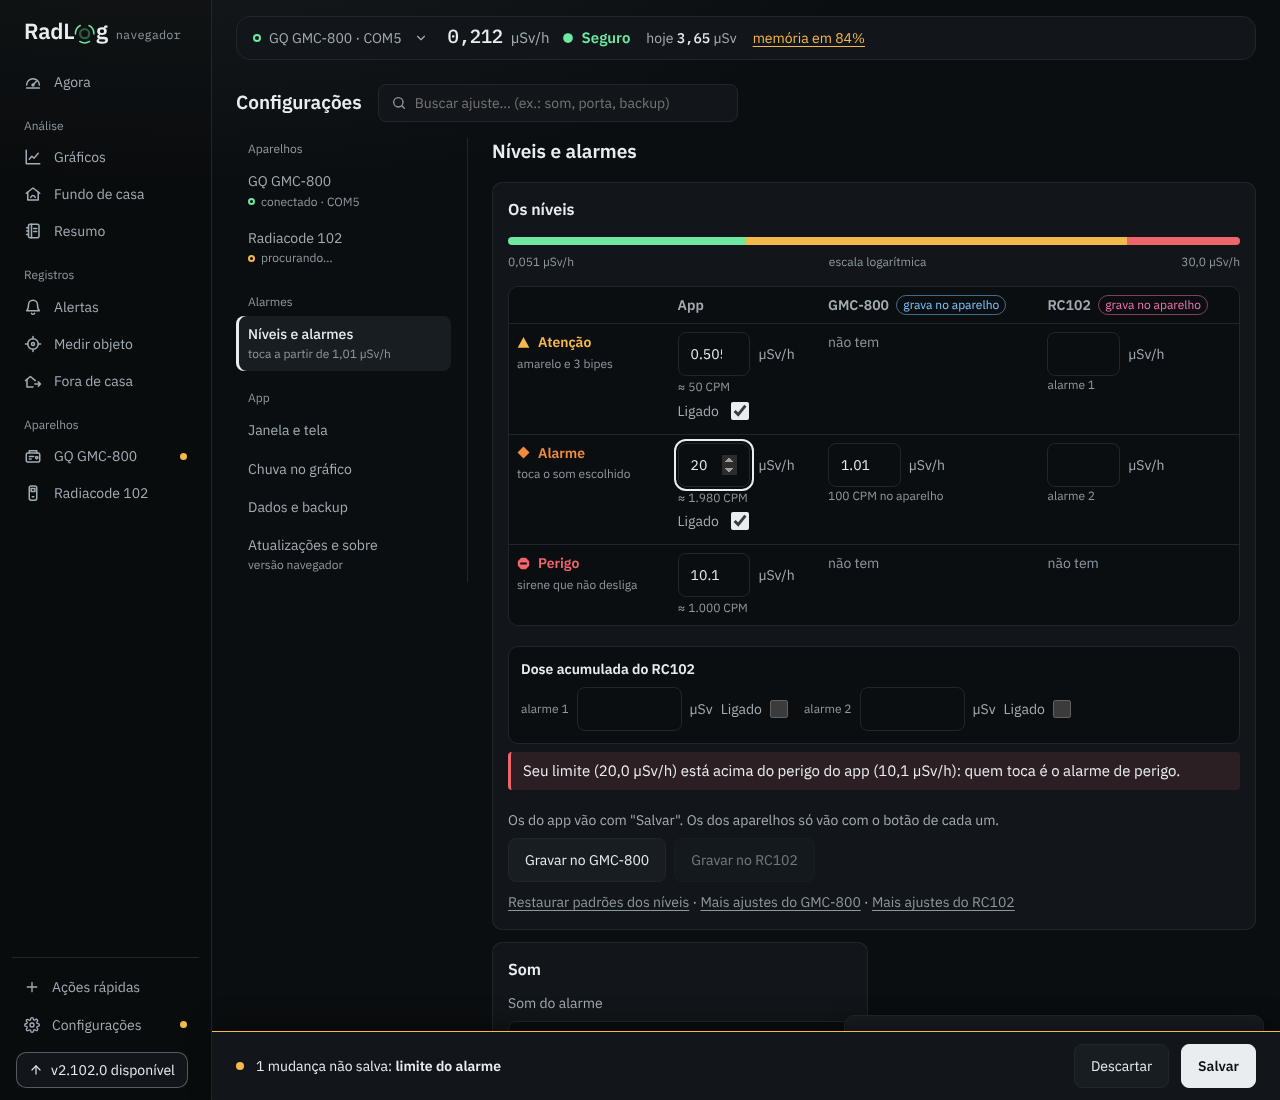 RadLog navegador
Agora
Análise
Gráficos
Fundo de casa
Resumo
Registros
Alertas
Medir objeto
Fora de casa
Aparelhos
GQ GMC-800
Radiacode 102
Ações rápidas
Configurações
v2.102.0 disponível
GQ GMC-800 · COM5 0,212 µSv/h Seguro hoje 3,65 µSv memória em 84%
Configurações
Buscar ajuste... (ex.: som, porta, backup)
Aparelhos
GQ GMC-800
conectado · COM5
Radiacode 102
procurando...
Alarmes
Níveis e alarmes
toca a partir de 1,01 µSv/h
App
Janela e tela
Chuva no gráfico
Dados e backup
Atualizações e sobre
versão navegador
Níveis e alarmes
Os níveis
0,051 µSv/h escala logarítmica 30,0 µSv/h
App GMC-800 grava no aparelho RC102 grava no aparelho
Atenção 0.505 µSv/h não tem µSv/h
amarelo e 3 bipes
≈ 50 CPM alarme 1
Ligado
Alarme 20 µSv/h 1.01 µSv/h µSv/h
toca o som escolhido
≈ 1.980 CPM 100 CPM no aparelho alarme 2
Ligado
Perigo 10.1 µSv/h não tem não tem
sirene que não desliga
≈ 1.000 CPM
Dose acumulada do RC102
alarme 1 µSv Ligado alarme 2 µSv Ligado
Seu limite (20,0 µSv/h) está acima do perigo do app (10,1 µSv/h): quem toca é o alarme de perigo.
Os do app vão com "Salvar". Os dos aparelhos só vão com o botão de cada um.
Gravar no GMC-800 Gravar no RC102
Restaurar padrões dos níveis · Mais ajustes do GMC-800 · Mais ajustes do RC102
Som
Som do alarme
1 mudança não salva: limite do alarme
Descartar
Salvar